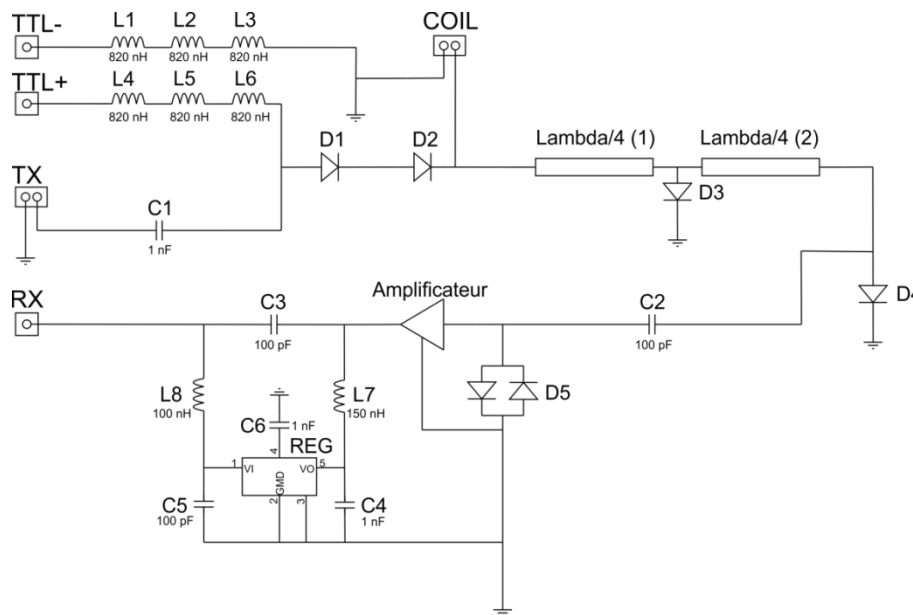 TTL-
L1
L2
L3
COIL
820 nH
820 nH
820 nH
TTL+
L4
L5
L6
820 nH
820 nH
820 nH
D1
D2
Lambda/4 (1)
Lambda/4 (2)
TX
D3
C1
1 nF
RX
C3
Amplificateur
C2
D4
100 pF
100 pF
L8
L7
D5
100 nH
150 nH
C6
1 nF
4
REG
1
VI
VO
5
GMD
2
3
C5
C4
100 pF
1 nF